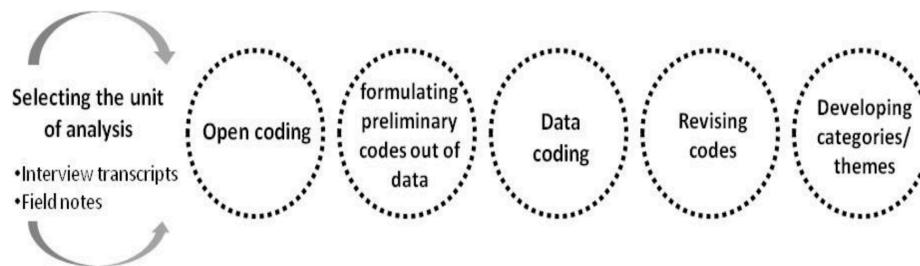 Selecting the unit
of analysis
•Interview transcripts
•Field notes
Open coding
formulating
preliminary
codes out of
data
Data
coding
Revising
codes
Developing
categories/
themes